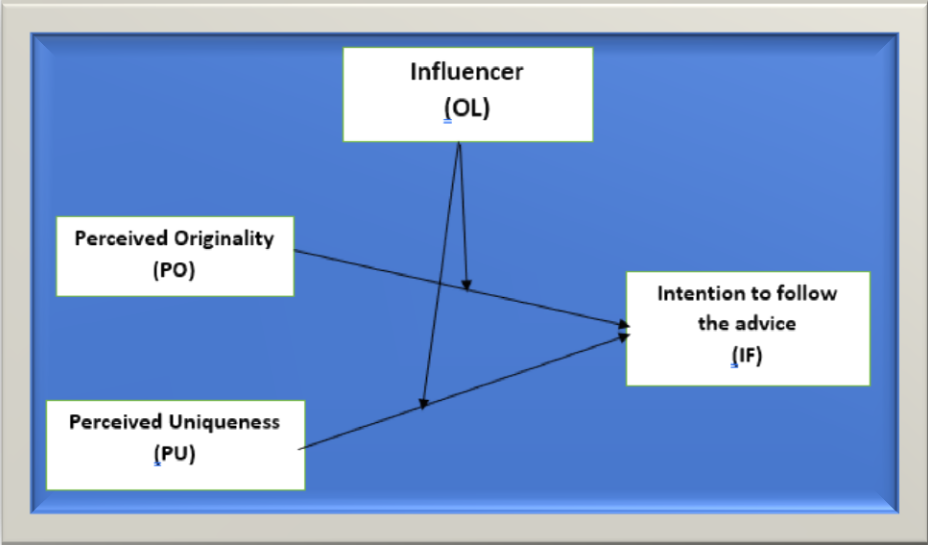 Influencer
(OL)
Perceived Originality
(PO)
Intention to follow
the advice
(IF)
Perceived Uniqueness
(PU)